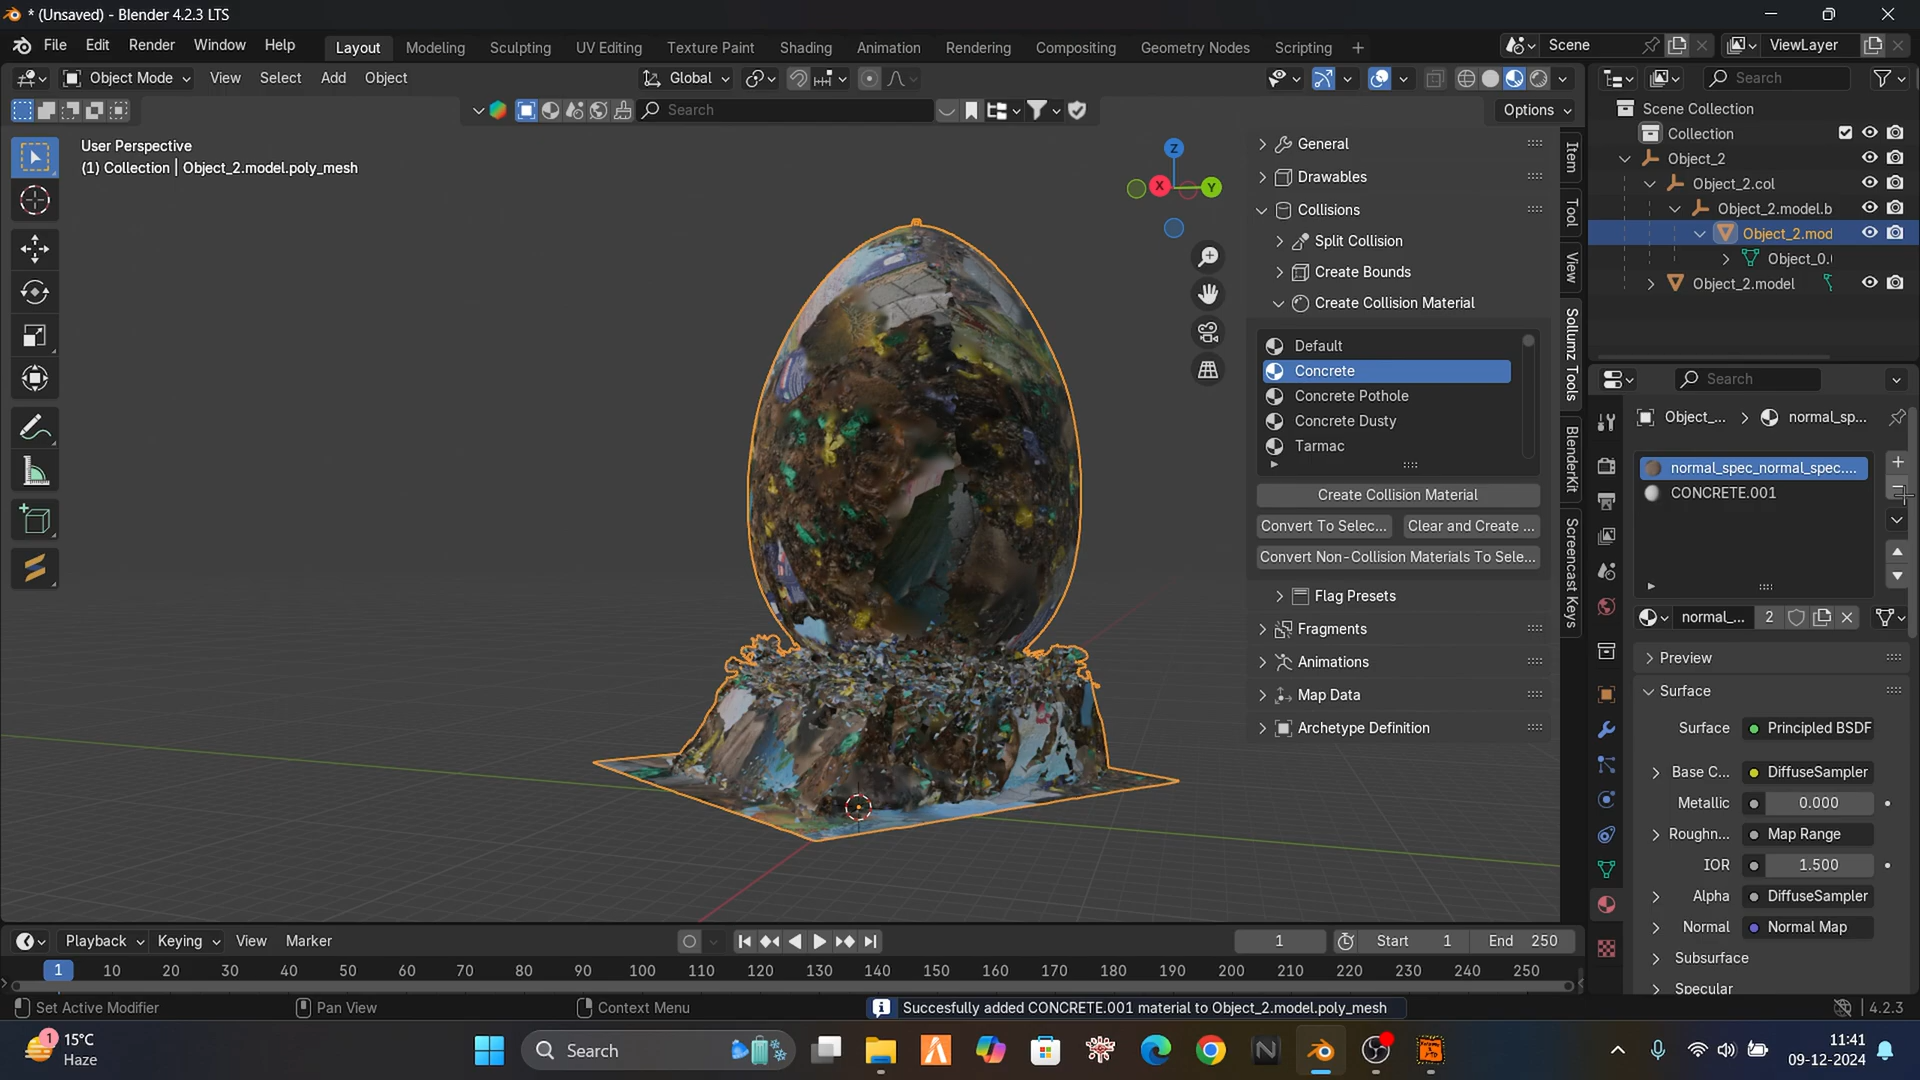 * (Unsaved) - Blender 4.2.3 LTS
File Edit Render Window Help Layout Modeling Sculpting UV Editing Texture Paint Shading Animation Rendering Compositing Geometry Nodes Scripting + Scene ViewLayer
Object Mode View Select Add Object Global Search
Search Options
Scene Collection
Collection
Object_2
Object_2.col
Object_2.model.b
Object_2.mod
Object_0.
Object_2.model
User Perspective
(1) Collection | Object_2.model.poly_mesh
Z
X Y
General
Drawables
Collisions
Split Collision
Create Bounds
Create Collision Material
Default
Concrete
Concrete Pothole
Concrete Dusty
Tarmac
Create Collision Material
Convert To Selec... Clear and Create ...
Convert Non-Collision Materials To Sele...
Flag Presets
Fragments
Animations
Map Data
Archetype Definition
Item
Tool
View
Sollumz Tools
BlenderKit
Screencast Keys
Search
Object_... normal_sp...
normal_spec_normal_spec....
CONCRETE.001
normal_... 2
Preview
Surface
Surface Principled BSDF
Base C... DiffuseSampler
Metallic 0.000
Roughn... Map Range
IOR 1.500
Alpha DiffuseSampler
Normal Normal Map
Subsurface
Specular
Playback Keying View Marker 1 Start 1 End 250
1 10 20 30 40 50 60 70 80 90 100 110 120 130 140 150 160 170 180 190 200 210 220 230 240 250
Set Active Modifier Pan View Context Menu Succesfully added CONCRETE.001 material to Object_2.model.poly_mesh 4.2.3
1 15°C
Haze
Search
11:41
09-12-2024